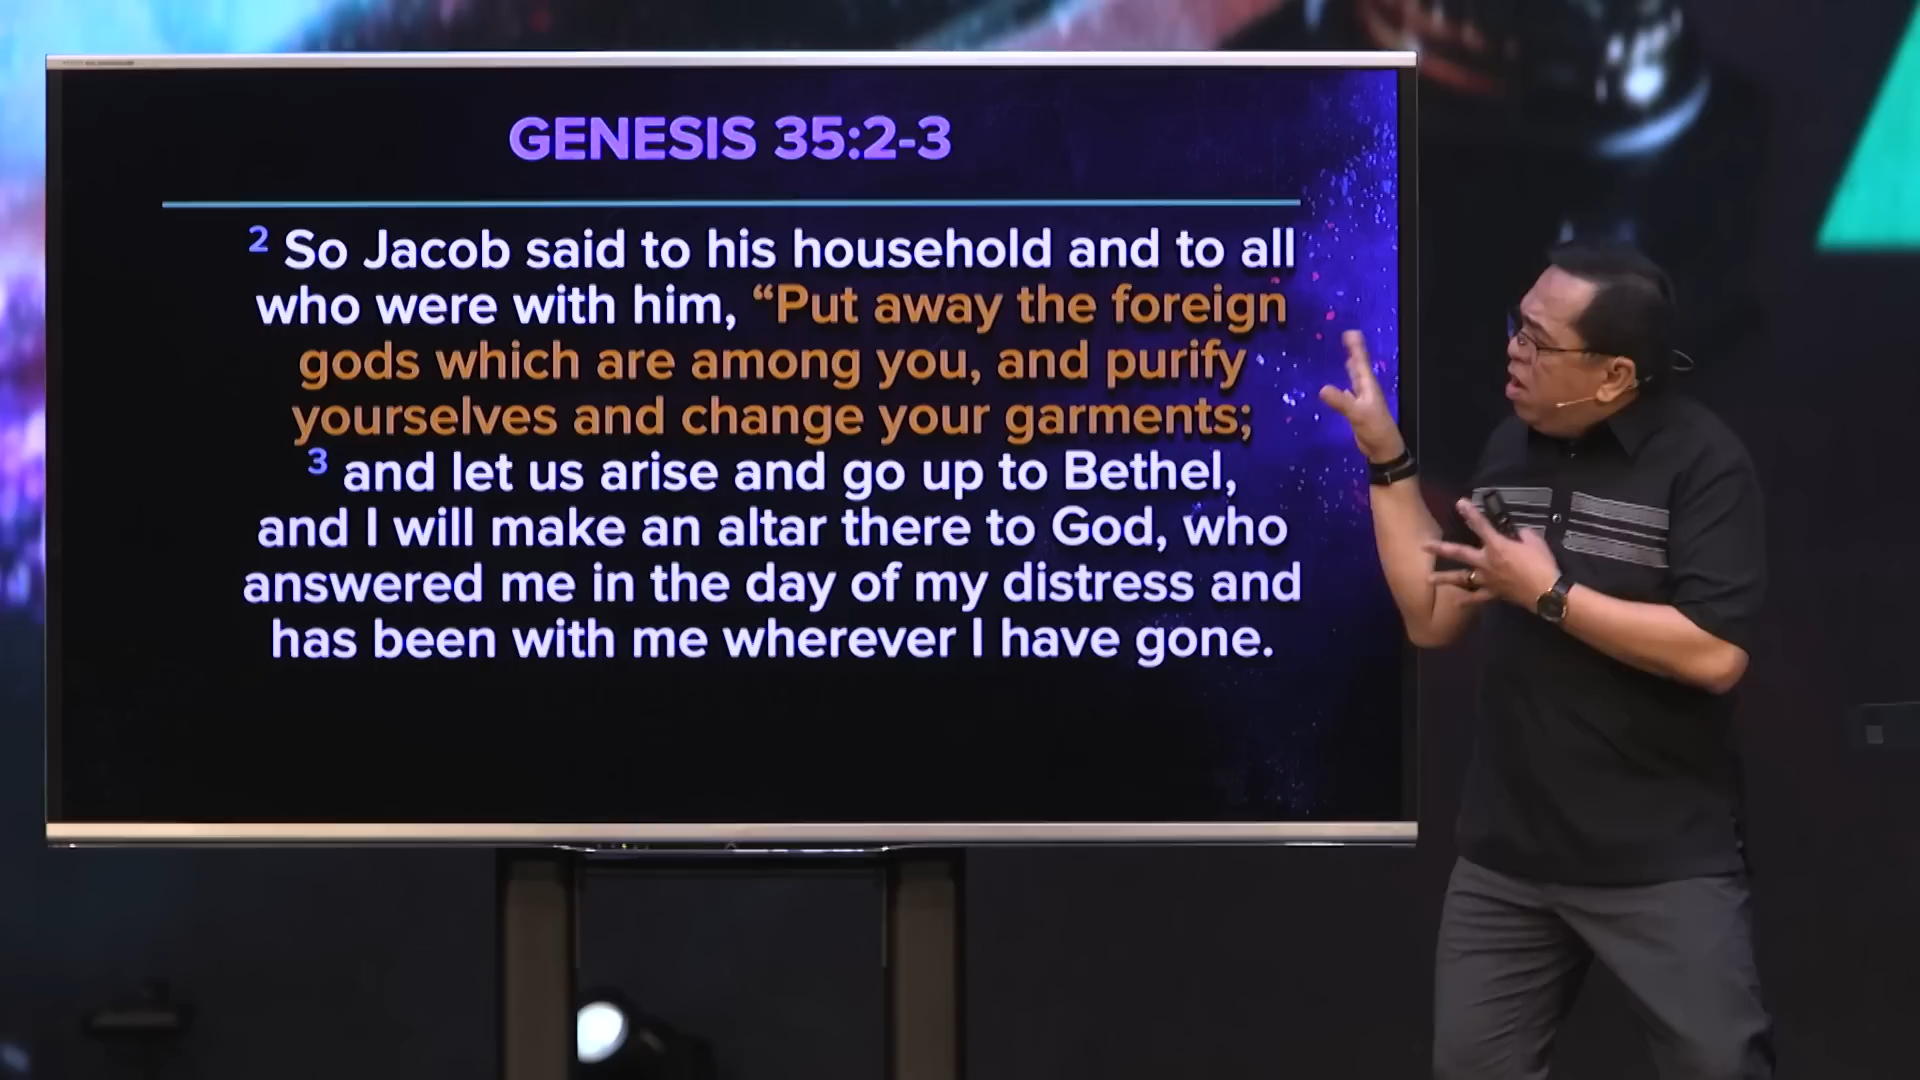 GENESIS 35:2-3
2 So Jacob said to his household and to all
who were with him, “Put away the foreign
gods which are among you, and purify
yourselves and change your garments;
3 and let us arise and go up to Bethel,
and I will make an altar there to God, who
answered me in the day of my distress and
has been with me wherever I have gone.